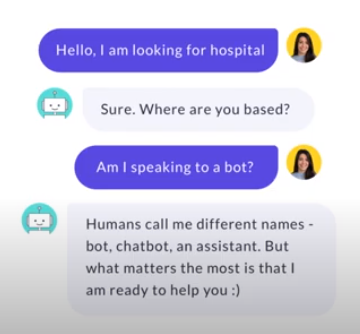 Hello, I am looking for hospital
Sure. Where are you based?
Am I speaking to a bot?
Humans call me different names -
bot, chatbot, an assistant. But
what matters the most is that I
am ready to help you :)